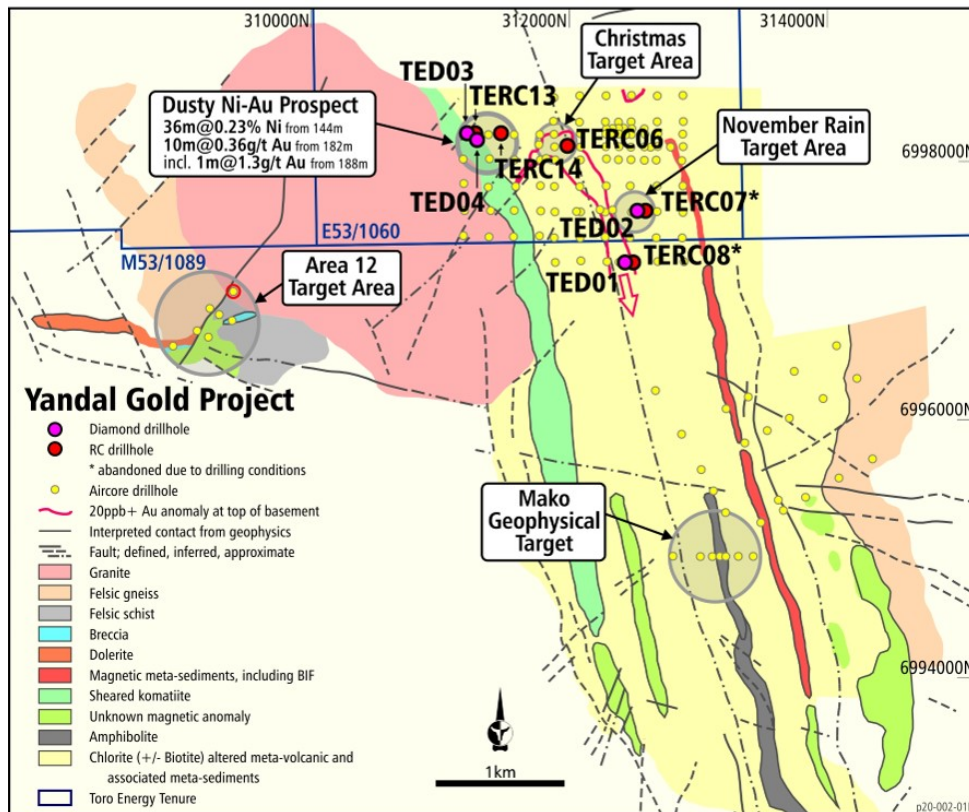 310000N
312000N
314000N
Christmas
Target Area
TED03
TERC13
Dusty Ni-Au Prospect
36m@0.23% Ni from 144m
10m@0.36g/t Au from 182m
incl. 1m@1.3g/t Au from 188m
TERC06
November Rain
Target Area
6998000N
TERC14
TED04
TERC07*
TED02
E53/1060
M53/1089
TERC08*
TED01
Area 12
Target Area
Yandal Gold Project
Diamond drillhole
RC drillhole
* abandoned due to drilling conditions
Aircore drillhole
20ppb+ Au anomaly at top of basement
Interpreted contact from geophysics
Fault; defined, inferred, approximate
Granite
Felsic gneiss
Felsic schist
Breccia
Dolerite
Magnetic meta-sediments, including BIF
Sheared komatiite
Unknown magnetic anomaly
Amphibolite
Chlorite (+/- Biotite) altered meta-volcanic and
associated meta-sediments
Toro Energy Tenure
6996000N
Mako
Geophysical
Target
6994000N
1km